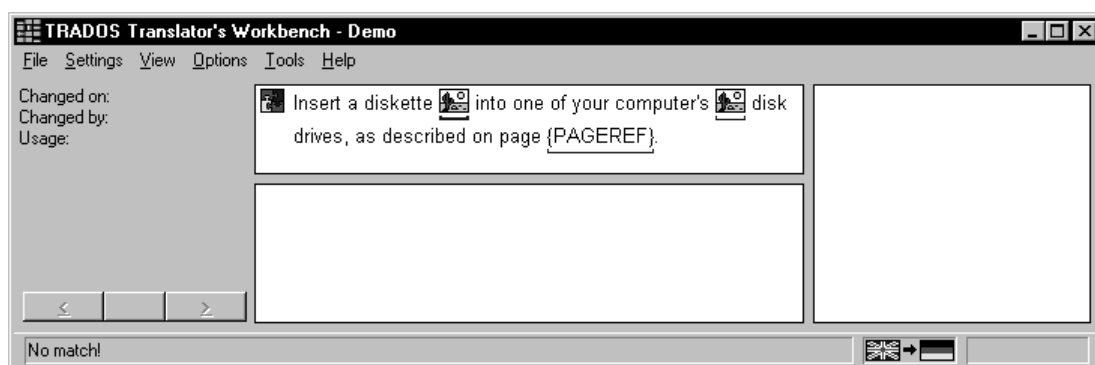 TRADOS Translator's Workbench - Demo
File Settings View Options Tools Help
Changed on:
Changed by:
Usage:
Insert a diskette into one of your computer's disk
drives, as described on page {PAGEREF}.
< >
No match!